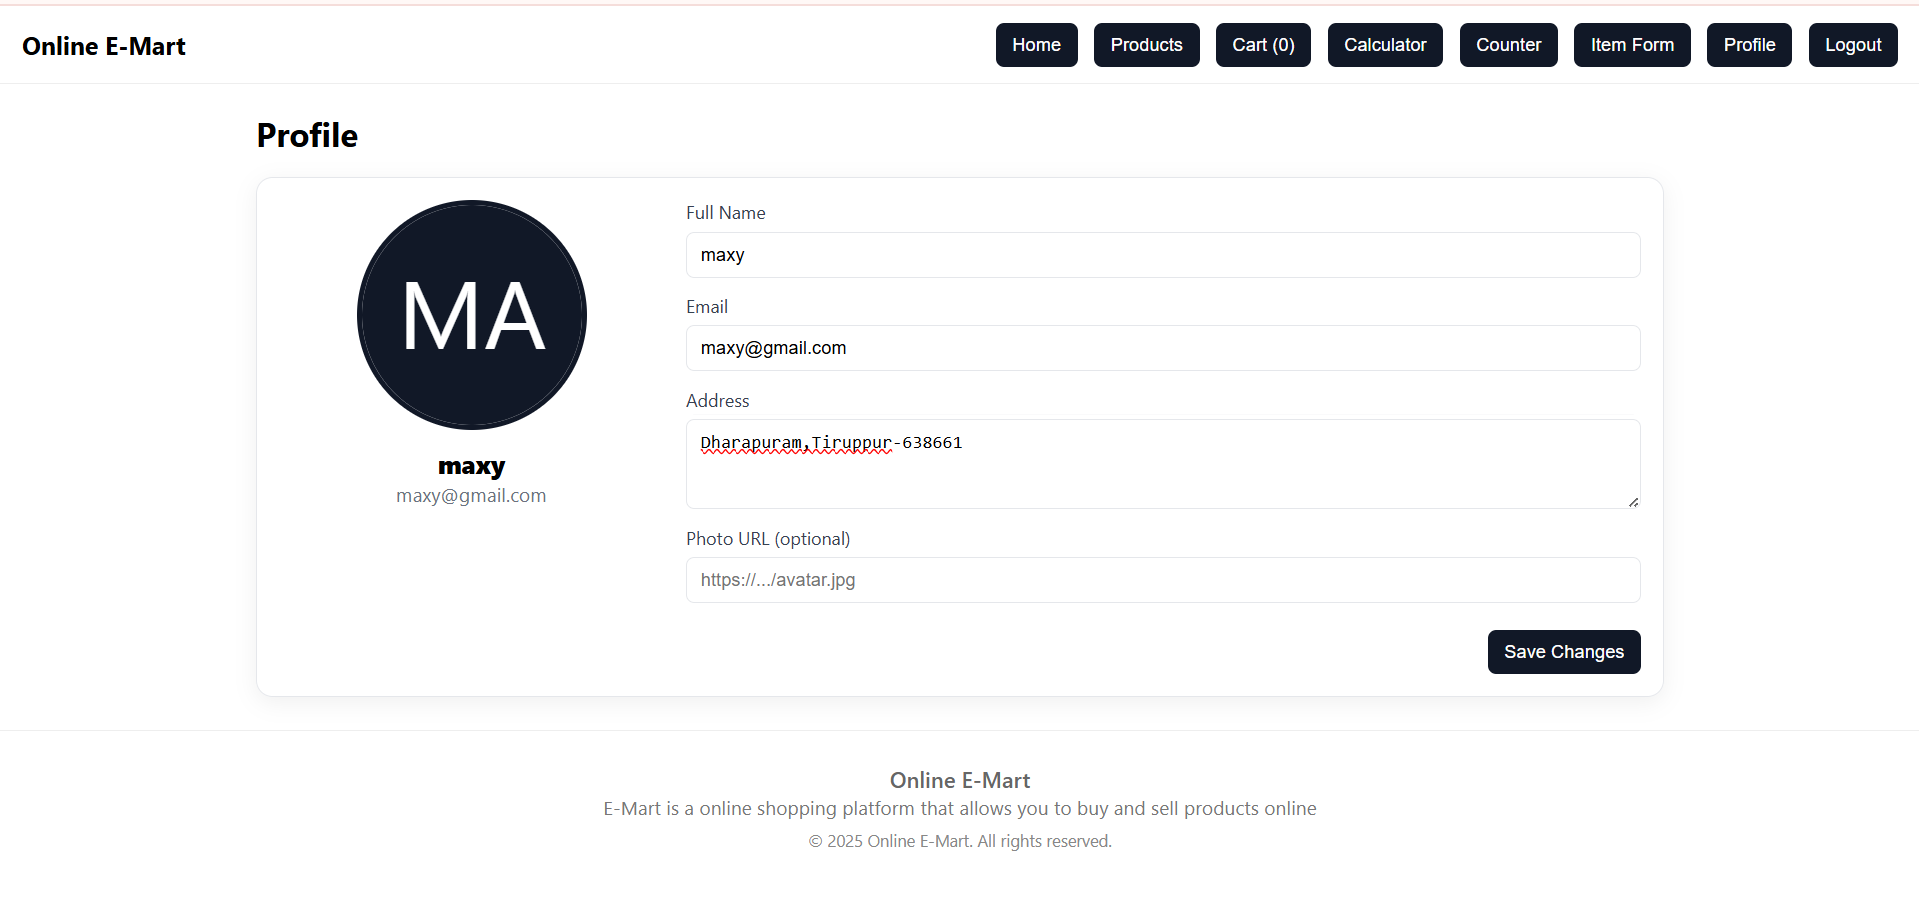 Online E-Mart
Home Products Cart (0) Calculator Counter Item Form Profile Logout
Profile
MA
maxy
maxy@gmail.com
Full Name
maxy
Email
maxy@gmail.com
Address
Dharapuram,Tiruppur-638661
Photo URL (optional)
https://.../avatar.jpg
Save Changes
Online E-Mart
E-Mart is a online shopping platform that allows you to buy and sell products online
© 2025 Online E-Mart. All rights reserved.